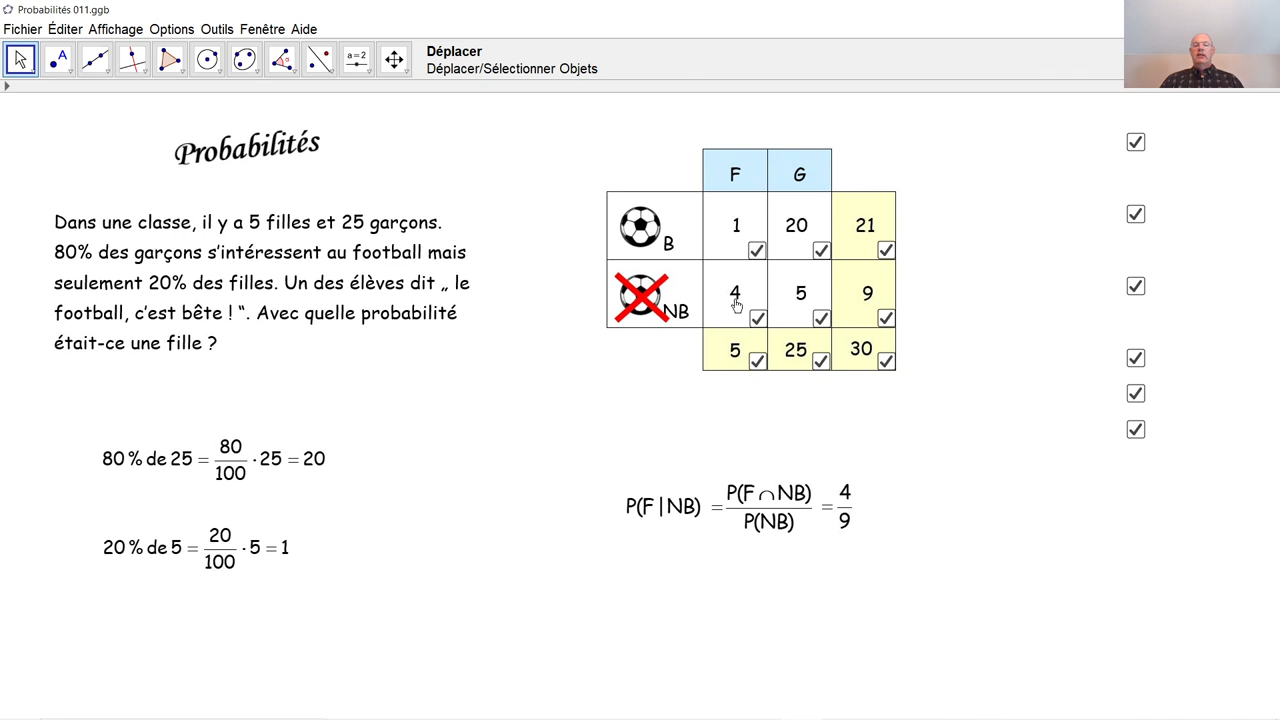 Probabilités 011.ggb
Fichier Éditer Affichage Options Outils Fenêtre Aide
A
a=2
Déplacer
Déplacer/Sélectionner Objets
Probabilités
Dans une classe, il y a 5 filles et 25 garçons.
80% des garçons s'intéressent au football mais
seulement 20% des filles. Un des élèves dit „ le
football, c'est bête ! “. Avec quelle probabilité
était-ce une fille ?
80 % de 25 = 80/100 · 25 = 20
20 % de 5 = 20/100 · 5 = 1
F G
B 1 20 21
NB 4 5 9
5 25 30
P(F|NB) = P(F∩NB)/P(NB) = 4/9